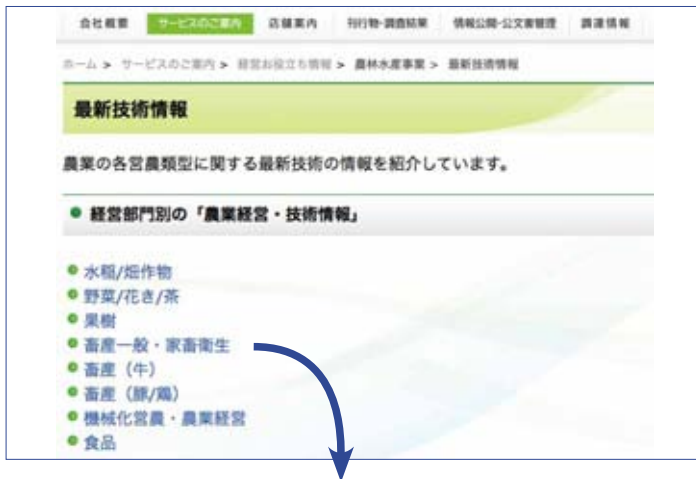 会社概要 サービスのご案内 店舗案内 刊行物・調査結果 情報公開・公文書管理 調達情報
ホーム > サービスのご案内 > 経営お役立ち情報 > 農林水産事業 > 最新技術情報
最新技術情報
農業の各営農類型に関する最新技術の情報を紹介しています。
経営部門別の「農業経営・技術情報」
水稲/畑作物
野菜/花き/茶
果樹
畜産一般・家畜衛生
畜産（牛）
畜産（豚/鶏）
機械化営農・農業経営
食品